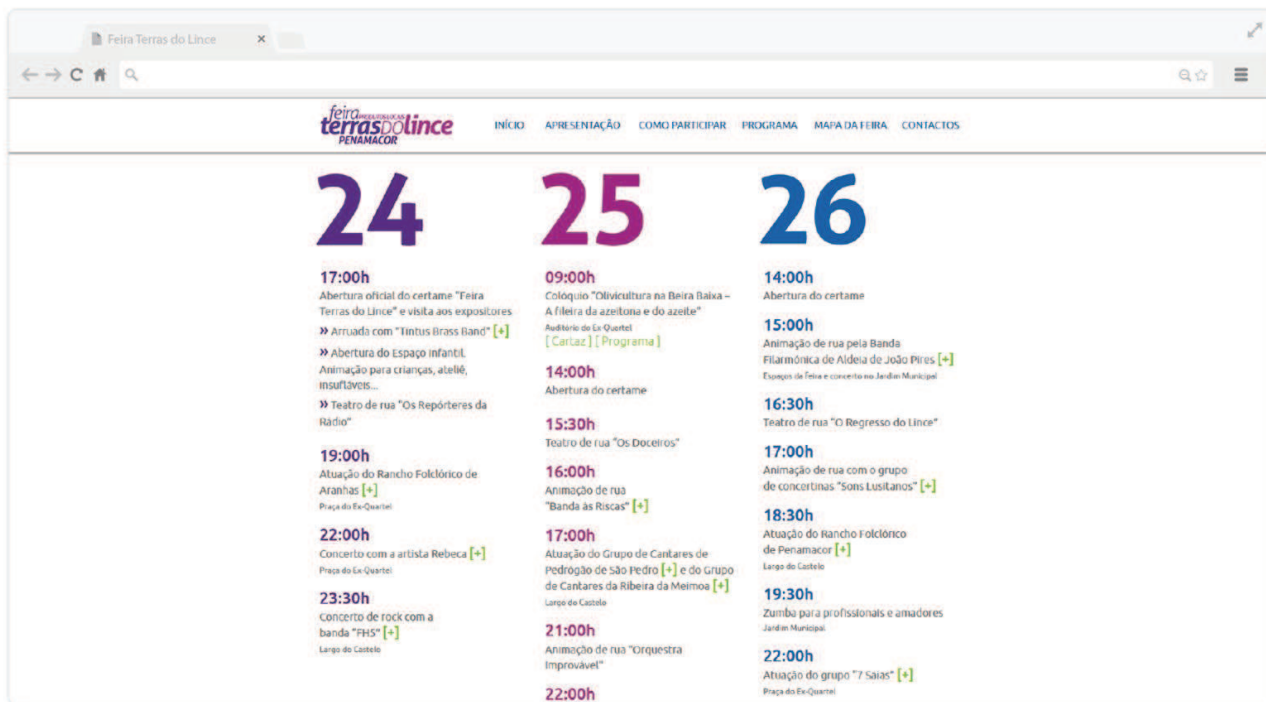 Feira Terras do Lince
feira PRODUTOS LOCAIS
terras DO lince
PENAMACOR
INÍCIO APRESENTAÇÃO COMO PARTICIPAR PROGRAMA MAPA DA FEIRA CONTACTOS
24
17:00h
Abertura oficial do certame "Feira
Terras do Lince" e visita aos expositores
» Arruada com "Tintus Brass Band" [+]
» Abertura do Espaço Infantil.
Animação para crianças, ateliê,
insufláveis...
» Teatro de rua "Os Repórteres da
Rádio"
19:00h
Atuação do Rancho Folclórico de
Aranhas [+]
Praça do Ex-Quartel
22:00h
Concerto com a artista Rebeca [+]
Praça do Ex-Quartel
23:30h
Concerto de rock com a
banda "FH5" [+]
Largo do Castelo
25
09:00h
Colóquio "Olivicultura na Beira Baixa –
A fileira da azeitona e do azeite"
Auditório do Ex-Quartel
[ Cartaz ] [ Programa ]
14:00h
Abertura do certame
15:30h
Teatro de rua "Os Doceiros"
16:00h
Animação de rua
"Banda às Riscas" [+]
17:00h
Atuação do Grupo de Cantares de
Pedrógão de São Pedro [+] e do Grupo
de Cantares da Ribeira da Meimoa [+]
Largo do Castelo
21:00h
Animação de rua "Orquestra
Improvável"
22:00h
26
14:00h
Abertura do certame
15:00h
Animação de rua pela Banda
Filarmónica de Aldeia de João Pires [+]
Espaços da Feira e concerto no Jardim Municipal
16:30h
Teatro de rua "O Regresso do Lince"
17:00h
Animação de rua com o grupo
de concertinas "Sons Lusitanos" [+]
18:30h
Atuação do Rancho Folclórico
de Penamacor [+]
Largo do Castelo
19:30h
Zumba para profissionais e amadores
Jardim Municipal
22:00h
Atuação do grupo "7 Saias" [+]
Praça do Ex-Quartel